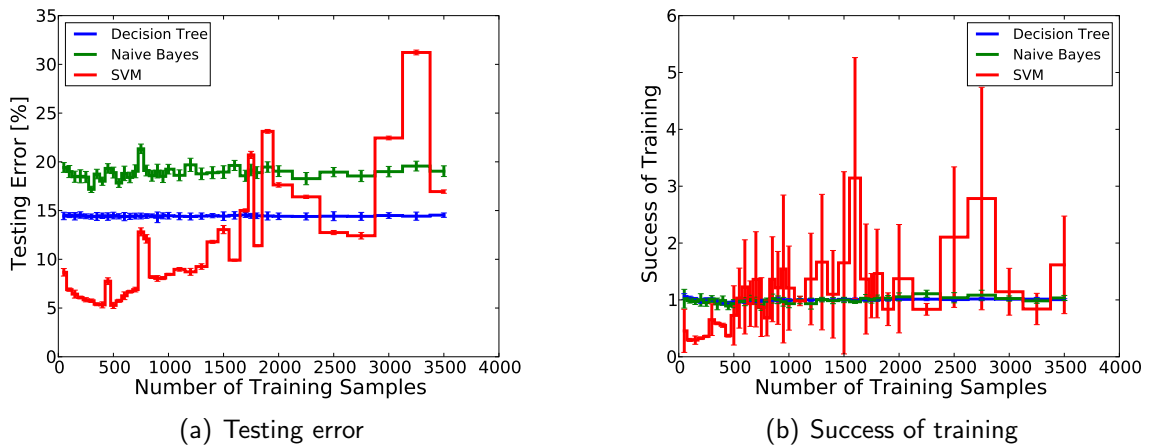 35
30
25
20
15
10
5
0
Testing Error [%]
Decision Tree
Naive Bayes
SVM
0 500 1000 1500 2000 2500 3000 3500 4000
Number of Training Samples
(a) Testing error
6
5
4
3
2
1
0
Success of Training
Decision Tree
Naive Bayes
SVM
0 500 1000 1500 2000 2500 3000 3500 4000
Number of Training Samples
(b) Success of training